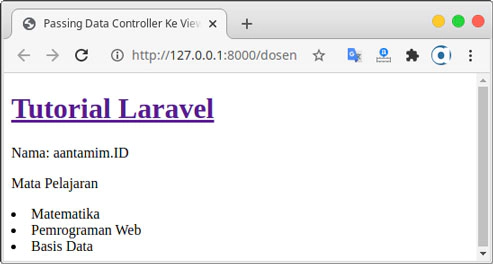 Passing Data Controller Ke View
http://127.0.0.1:8000/dosen
Tutorial Laravel
Nama: aantamim.ID
Mata Pelajaran
Matematika
Pemrograman Web
Basis Data